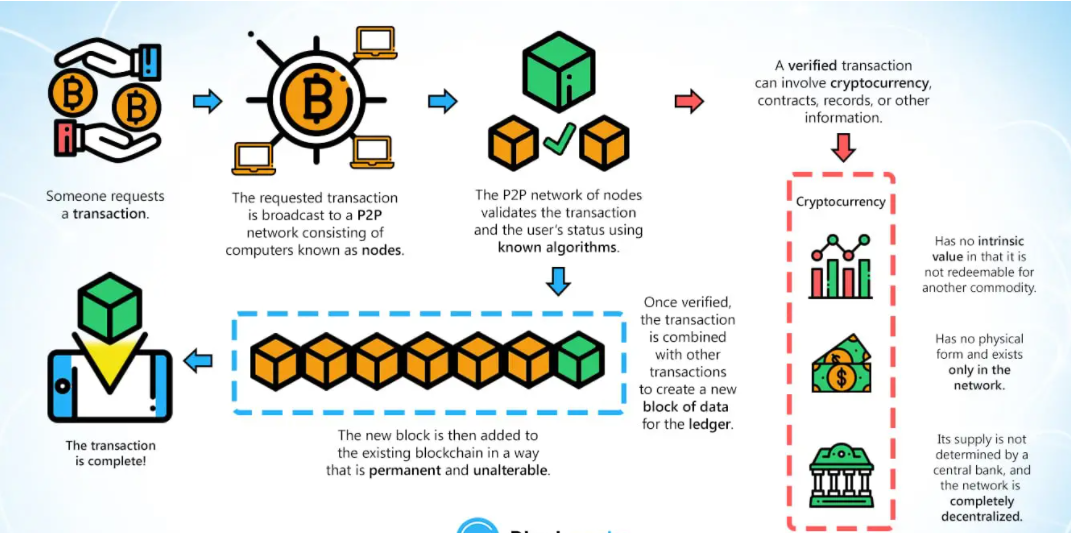 Someone requests
a transaction.
The requested transaction
is broadcast to a P2P
network consisting of
computers known as nodes.
The P2P network of nodes
validates the transaction
and the user's status using
known algorithms.
A verified transaction
can involve cryptocurrency,
contracts, records, or other
information.
Cryptocurrency
Has no intrinsic
value in that it is
not redeemable for
another commodity.
Has no physical
form and exists
only in the
network.
Its supply is not
determined by a
central bank, and
the network is
completely
decentralized.
Once verified,
the transaction
is combined
with other
transactions
to create a new
block of data
for the ledger.
The new block is then added to
the existing blockchain in a way
that is permanent and unalterable.
The transaction
is complete!